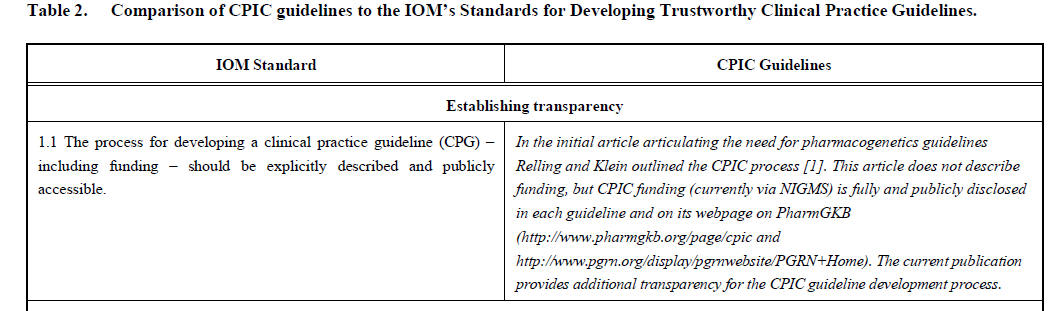 Table 2. Comparison of CPIC guidelines to the IOM’s Standards for Developing Trustworthy Clinical Practice Guidelines.
IOM Standard
CPIC Guidelines
Establishing transparency
1.1 The process for developing a clinical practice guideline (CPG) –
including funding – should be explicitly described and publicly
accessible.
In the initial article articulating the need for pharmacogenetics guidelines
Relling and Klein outlined the CPIC process [1]. This article does not describe
funding, but CPIC funding (currently via NIGMS) is fully and publicly disclosed
in each guideline and on its webpage on PharmGKB
(http://www.pharmgkb.org/page/cpic and
http://www.pgrn.org/display/pgrnwebsite/PGRN+Home). The current publication
provides additional transparency for the CPIC guideline development process.